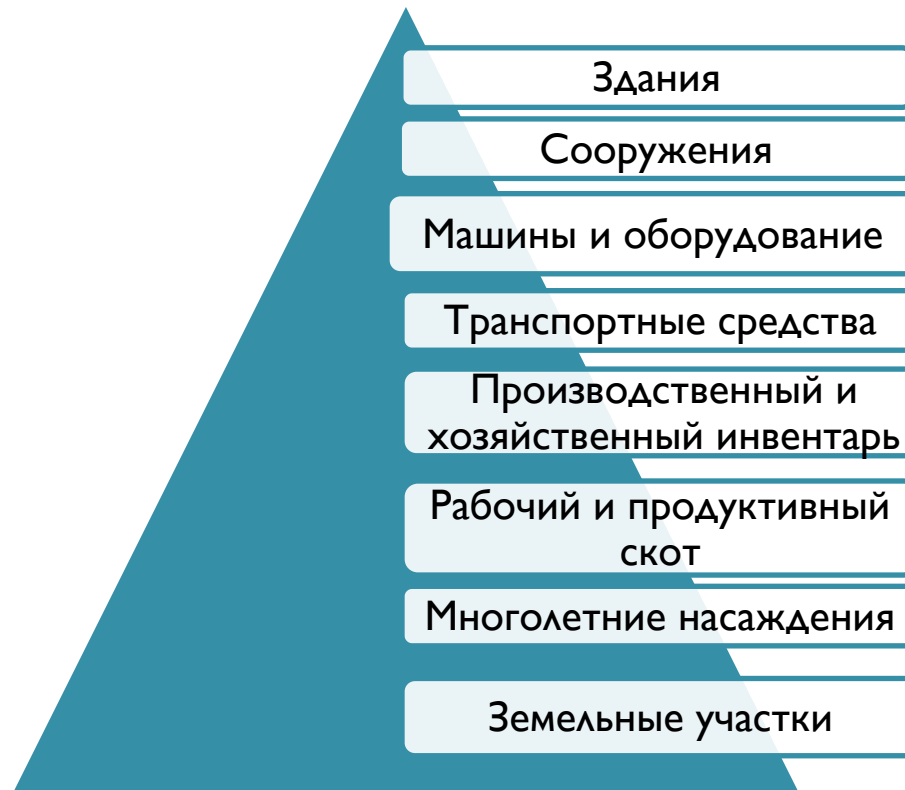 Здания
Сооружения
Машины и оборудование
Транспортные средства
Производственный и
хозяйственный инвентарь
Рабочий и продуктивный
скот
Многолетние насаждения
Земельные участки